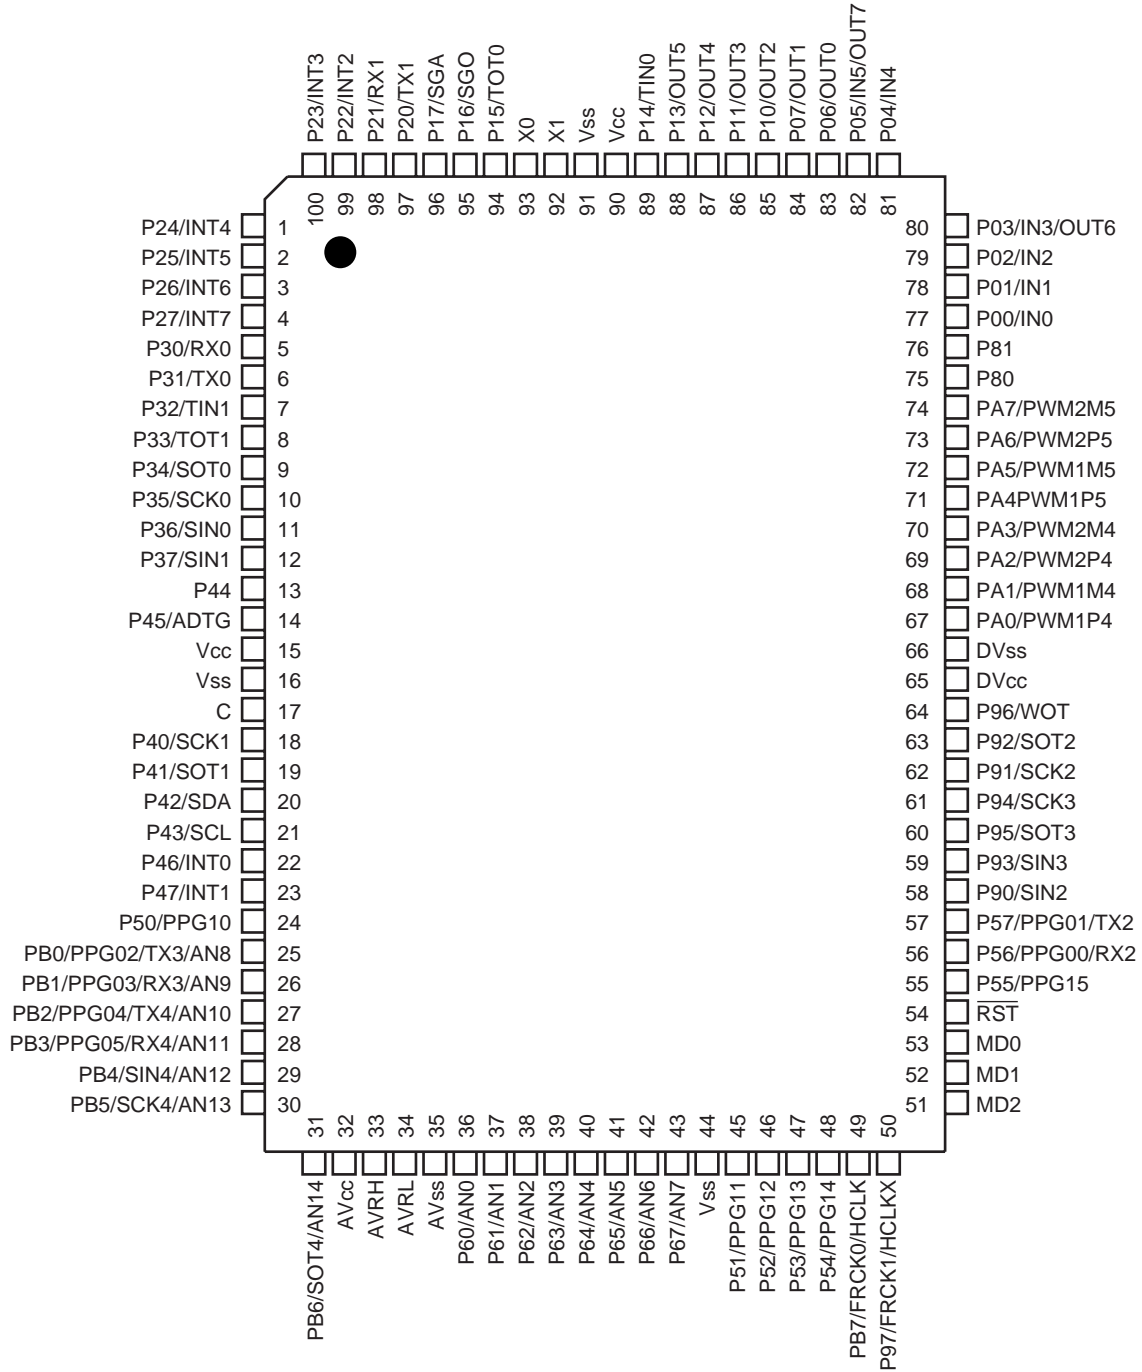 P23/INT3
P22/INT2
P21/RX1
P20/TX1
P17/SGA
P16/SGO
P15/TOT0
X0
X1
Vss
Vcc
P14/TIN0
P13/OUT5
P12/OUT4
P11/OUT3
P10/OUT2
P07/OUT1
P06/OUT0
P05/IN5/OUT7
P04/IN4
100
99
98
97
96
95
94
93
92
91
90
89
88
87
86
85
84
83
82
81
P24/INT4 1
P25/INT5 2
P26/INT6 3
P27/INT7 4
P30/RX0 5
P31/TX0 6
P32/TIN1 7
P33/TOT1 8
P34/SOT0 9
P35/SCK0 10
P36/SIN0 11
P37/SIN1 12
P44 13
P45/ADTG 14
Vcc 15
Vss 16
C 17
P40/SCK1 18
P41/SOT1 19
P42/SDA 20
P43/SCL 21
P46/INT0 22
P47/INT1 23
P50/PPG10 24
PB0/PPG02/TX3/AN8 25
PB1/PPG03/RX3/AN9 26
PB2/PPG04/TX4/AN10 27
PB3/PPG05/RX4/AN11 28
PB4/SIN4/AN12 29
PB5/SCK4/AN13 30
80 P03/IN3/OUT6
79 P02/IN2
78 P01/IN1
77 P00/IN0
76 P81
75 P80
74 PA7/PWM2M5
73 PA6/PWM2P5
72 PA5/PWM1M5
71 PA4PWM1P5
70 PA3/PWM2M4
69 PA2/PWM2P4
68 PA1/PWM1M4
67 PA0/PWM1P4
66 DVss
65 DVcc
64 P96/WOT
63 P92/SOT2
62 P91/SCK2
61 P94/SCK3
60 P95/SOT3
59 P93/SIN3
58 P90/SIN2
57 P57/PPG01/TX2
56 P56/PPG00/RX2
55 P55/PPG15
54 RST
53 MD0
52 MD1
51 MD2
31
32
33
34
35
36
37
38
39
40
41
42
43
44
45
46
47
48
49
50
PB6/SOT4/AN14
AVcc
AVRH
AVRL
AVss
P60/AN0
P61/AN1
P62/AN2
P63/AN3
P64/AN4
P65/AN5
P66/AN6
P67/AN7
Vss
P51/PPG11
P52/PPG12
P53/PPG13
P54/PPG14
PB7/FRCK0/HCLK
P97/FRCK1/HCLKX